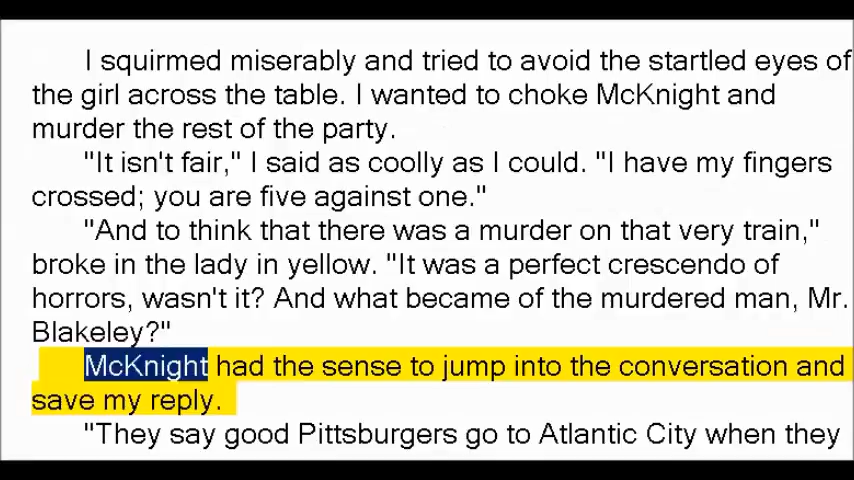 I squirmed miserably and tried to avoid the startled eyes of
the girl across the table. I wanted to choke McKnight and
murder the rest of the party.
"It isn't fair," I said as coolly as I could. "I have my fingers
crossed; you are five against one."
"And to think that there was a murder on that very train,"
broke in the lady in yellow. "It was a perfect crescendo of
horrors, wasn't it? And what became of the murdered man, Mr.
Blakeley?"
McKnight had the sense to jump into the conversation and
save my reply.
"They say good Pittsburgers go to Atlantic City when they